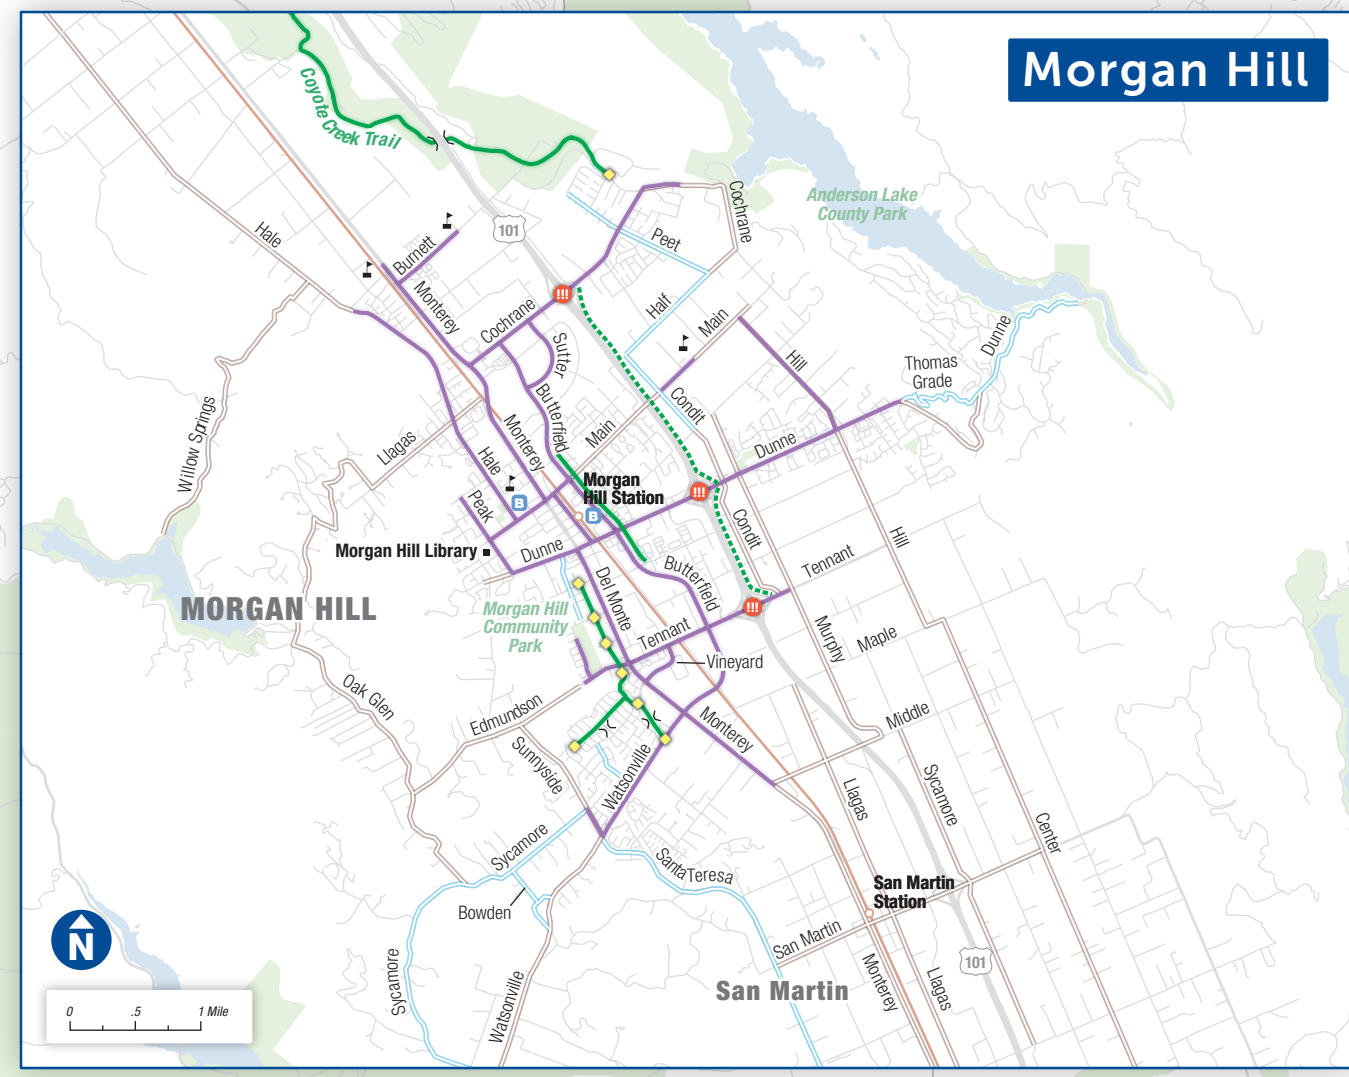 Morgan Hill
Coyote Creek Trail
Anderson Lake
County Park
Cochrane
101
Hale
Burnett
Peet
Monterey
Cochrane
Half
Main
Sutter
Hill
Dunne
Thomas
Grade
Willow Springs
Llagas
Butterfield
Condit
Monterey
Main
Dunne
Hale
Morgan
Hill Station
B
B
Peak
Condit
Hill
Morgan Hill Library
Dunne
Tennant
Butterfield
Del Monte
MORGAN HILL
Morgan Hill
Community
Park
Tennant
Murphy
Maple
Vineyard
Oak Glen
Edmundson
Monterey
Middle
Sunnyside
Watsonville
Llagas
Sycamore
Center
Sycamore
Santa Teresa
San Martin
Station
Bowden
San Martin
N
Sycamore
Watsonville
San Martin
Monterey
Llagas
101
0 .5 1 Mile
!!!
!!!
!!!